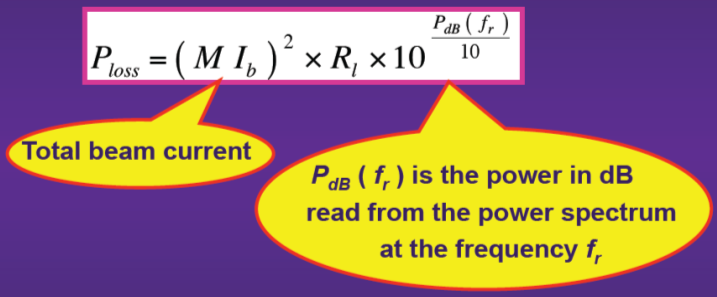 P_loss = ( M I_b )^2 × R_l × 10^(P_dB ( f_r ) / 10)
Total beam current
P_dB ( f_r ) is the power in dB
read from the power spectrum
at the frequency f_r